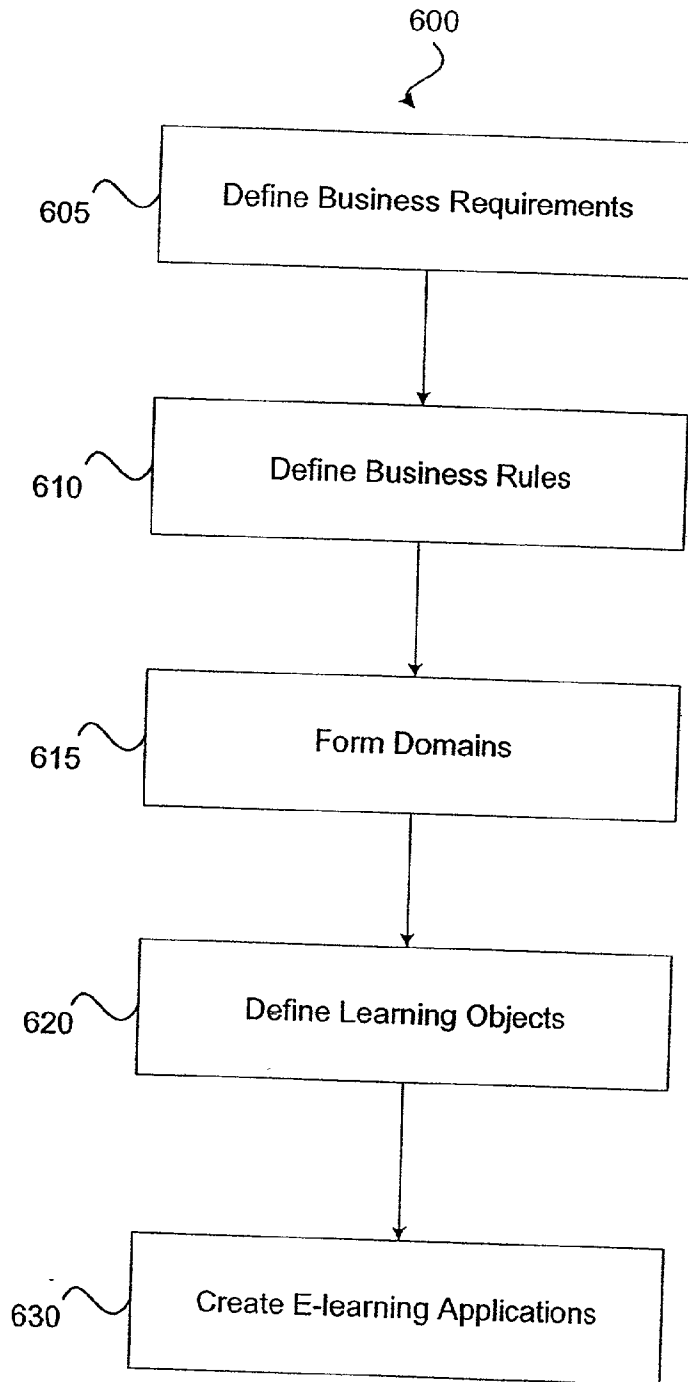 600
605
Define Business Requirements
610
Define Business Rules
615
Form Domains
620
Define Learning Objects
630
Create E-learning Applications